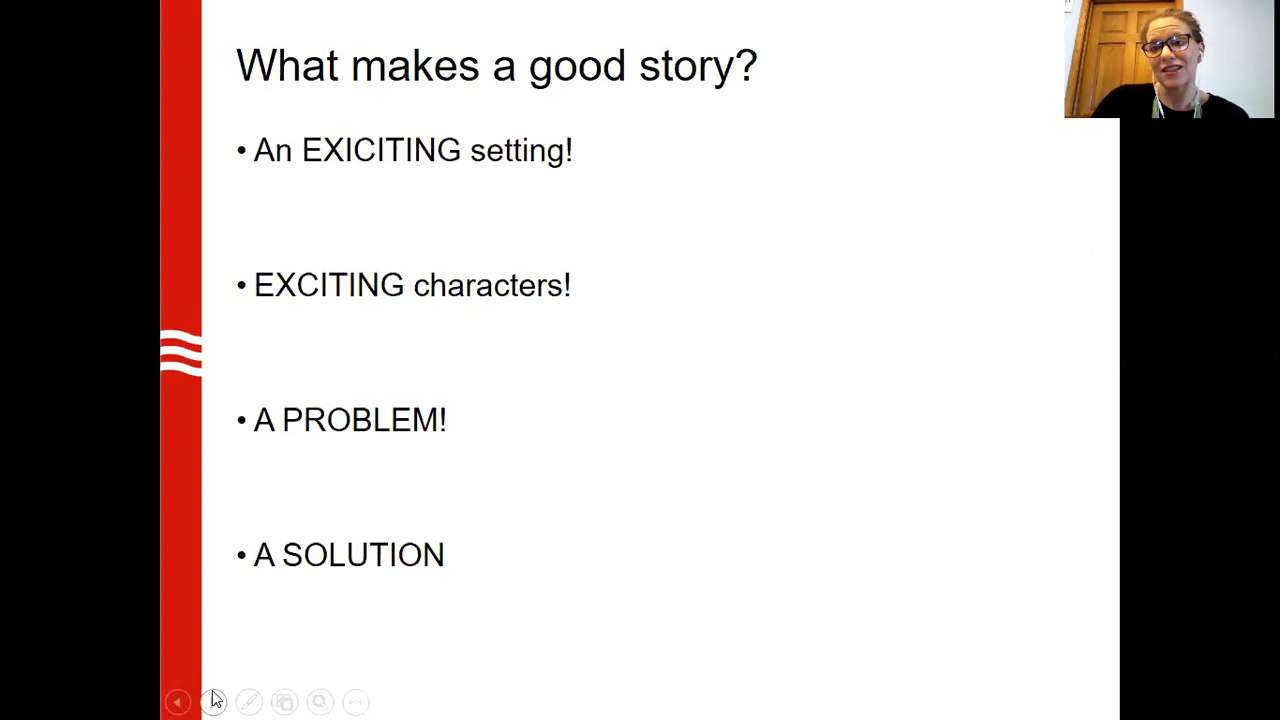 What makes a good story?
• An EXICITING setting!
• EXCITING characters!
• A PROBLEM!
• A SOLUTION